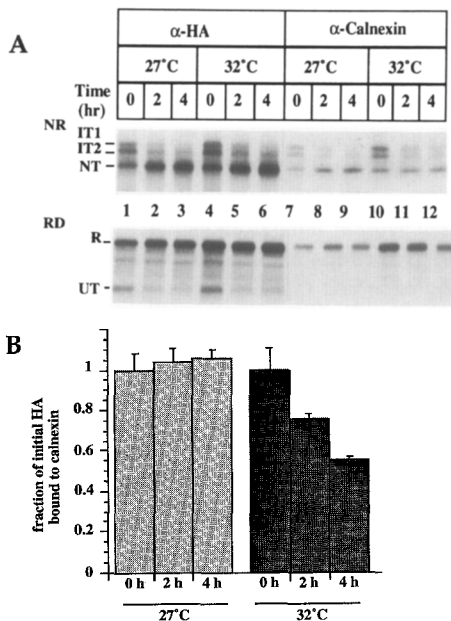 A
α-HA α-Calnexin
27°C 32°C 27°C 32°C
Time (hr) 0 2 4 0 2 4 0 2 4 0 2 4
NR
IT1
IT2
NT
1 2 3 4 5 6 7 8 9 10 11 12
RD
R
UT
B
fraction of initial HA
bound to calnexin
1
0.8
0.6
0.4
0.2
0
0 h 2 h 4 h 0 h 2 h 4 h
27°C 32°C